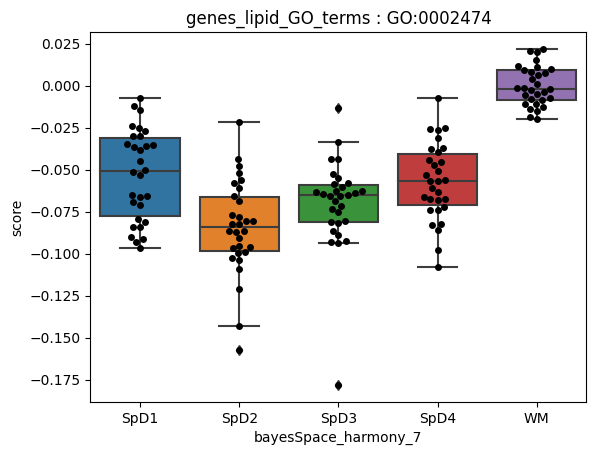 genes_lipid_GO_terms : GO:0002474
0.025
0.000
−0.025
−0.050
−0.075
−0.100
−0.125
−0.150
−0.175
score
SpD1 SpD2 SpD3 SpD4 WM
bayesSpace_harmony_7